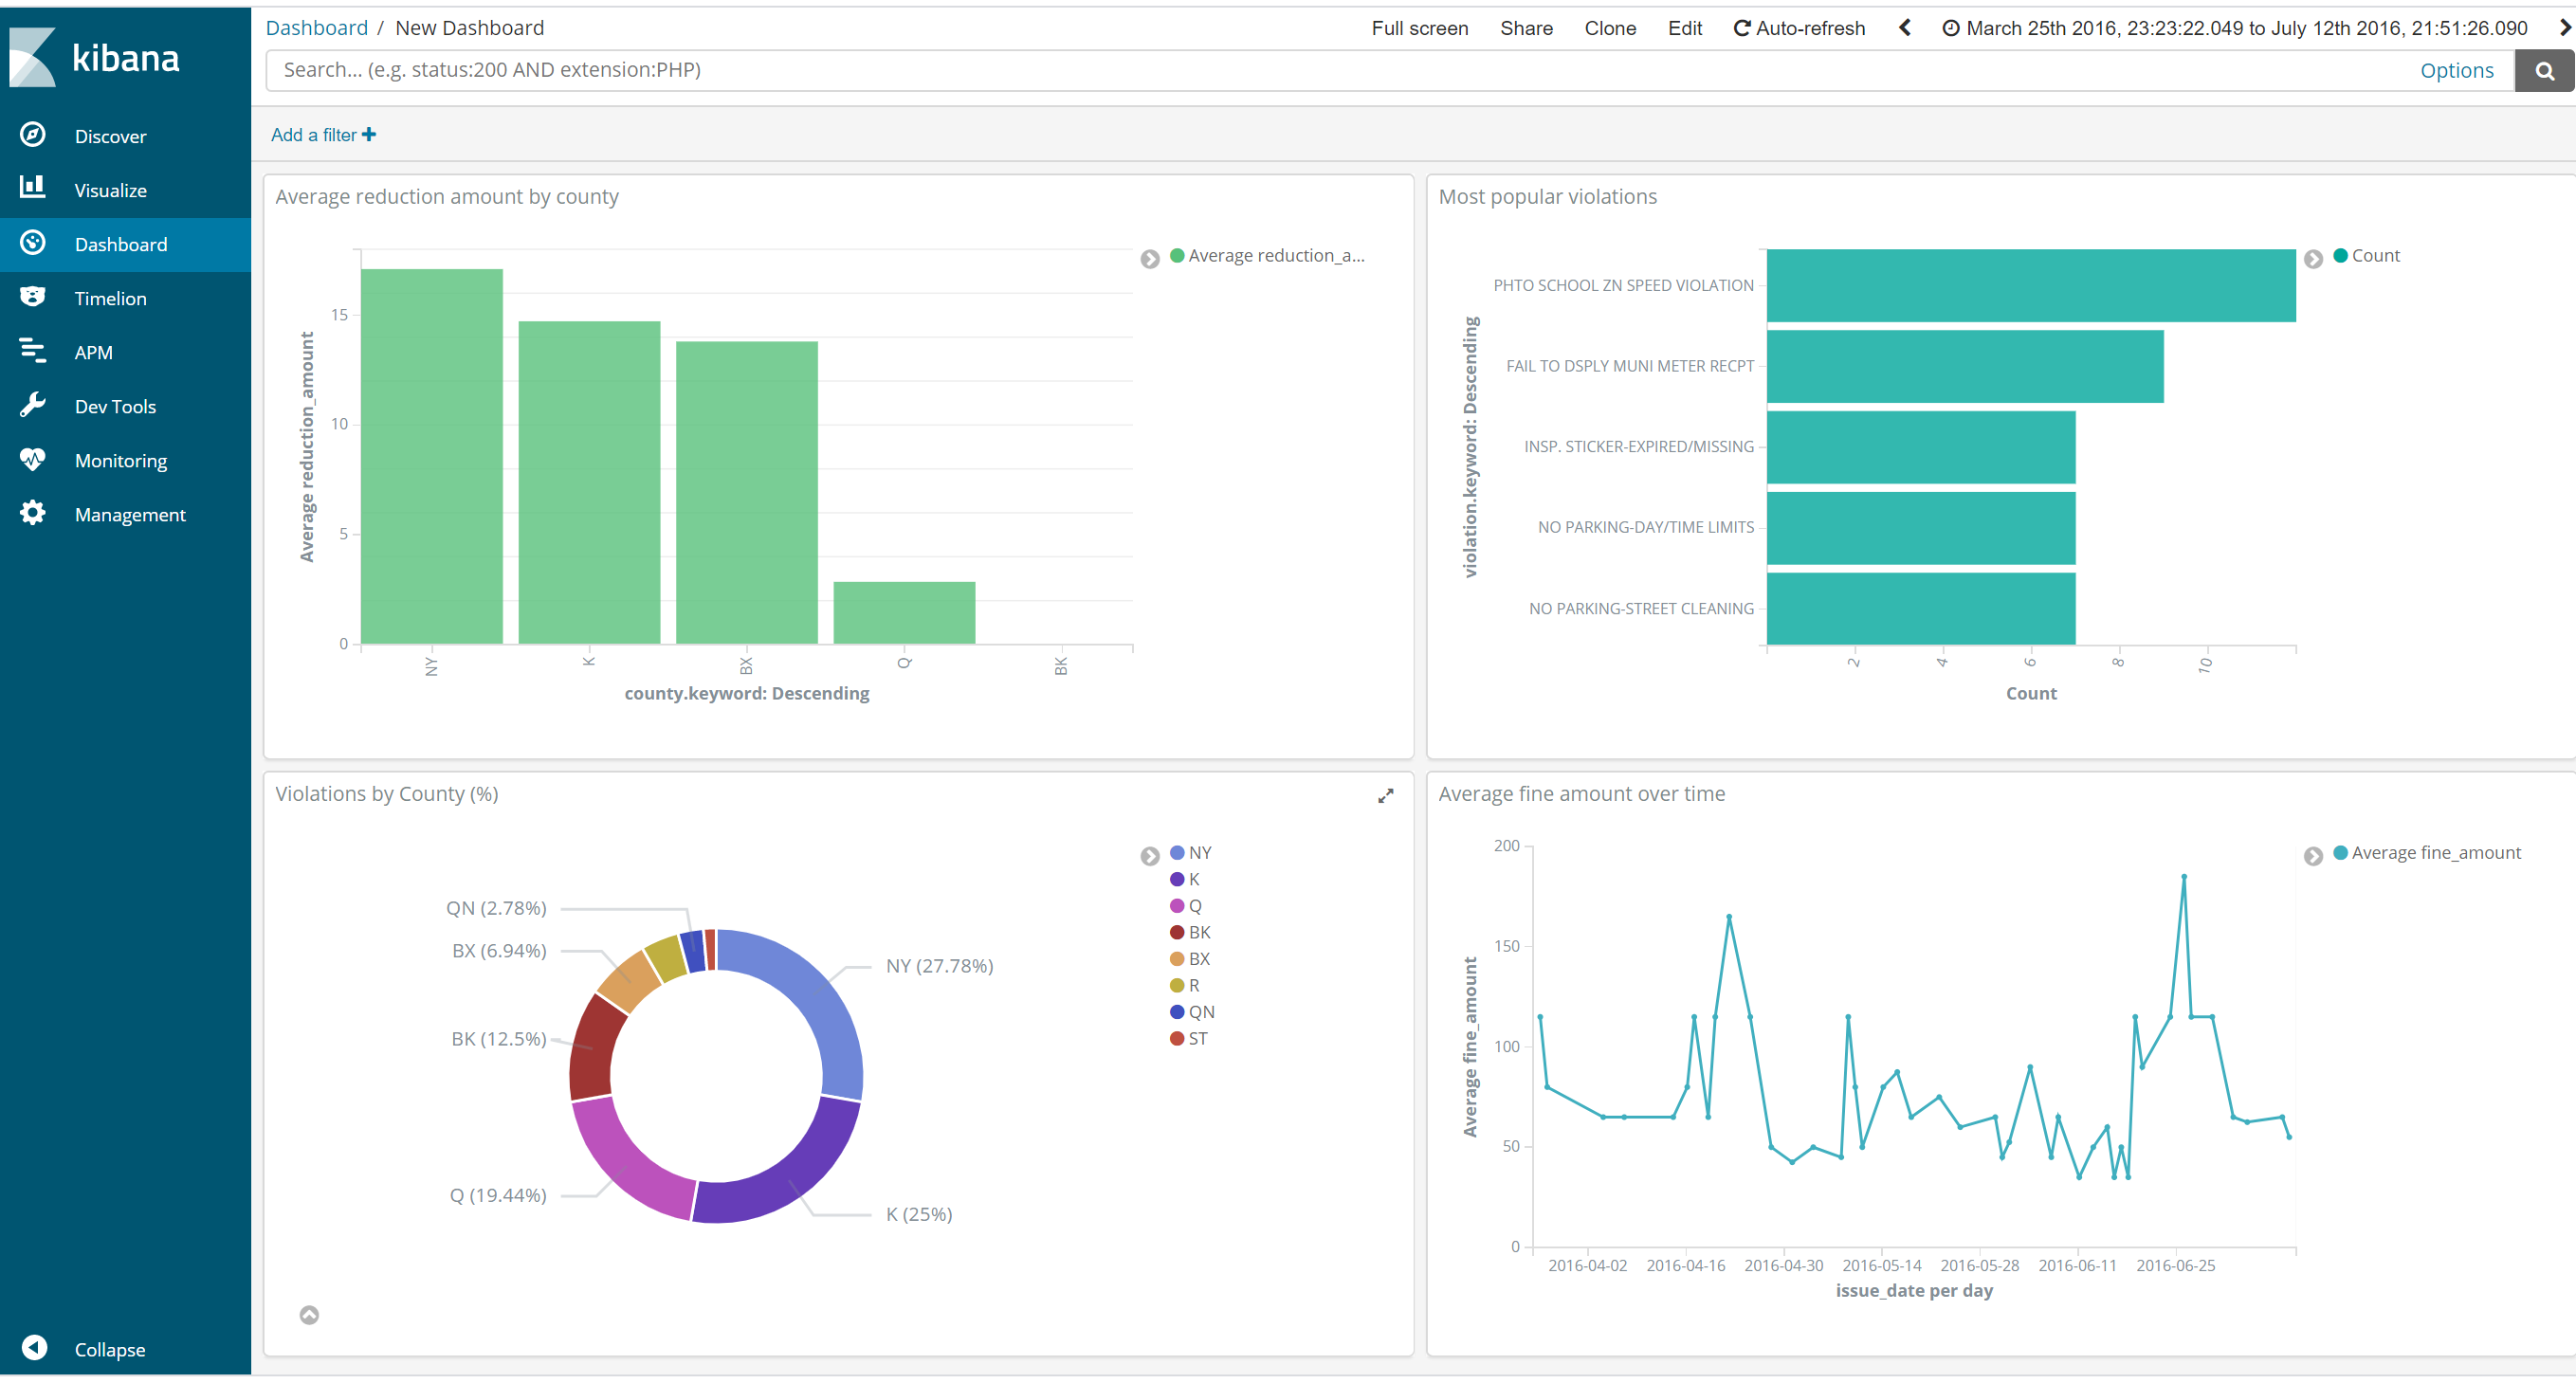 kibana
Discover
Visualize
Dashboard
Timelion
APM
Dev Tools
Monitoring
Management
Collapse
Dashboard / New Dashboard
Full screen Share Clone Edit Auto-refresh March 25th 2016, 23:23:22.049 to July 12th 2016, 21:51:26.090
Search... (e.g. status:200 AND extension:PHP) Options
Add a filter
Average reduction amount by county
Average reduction_a...
Average reduction_amount
15
10
5
0
NY K BX Q BK
county.keyword: Descending
Most popular violations
Count
violation.keyword: Descending
PHTO SCHOOL ZN SPEED VIOLATION
FAIL TO DSPLY MUNI METER RECPT
INSP. STICKER-EXPIRED/MISSING
NO PARKING-DAY/TIME LIMITS
NO PARKING-STREET CLEANING
2 4 6 8 10
Count
Violations by County (%)
QN (2.78%)
BX (6.94%)
BK (12.5%)
Q (19.44%)
NY (27.78%)
K (25%)
NY
K
Q
BK
BX
R
QN
ST
Average fine amount over time
Average fine_amount
Average fine_amount
200
150
100
50
0
2016-04-02 2016-04-16 2016-04-30 2016-05-14 2016-05-28 2016-06-11 2016-06-25
issue_date per day